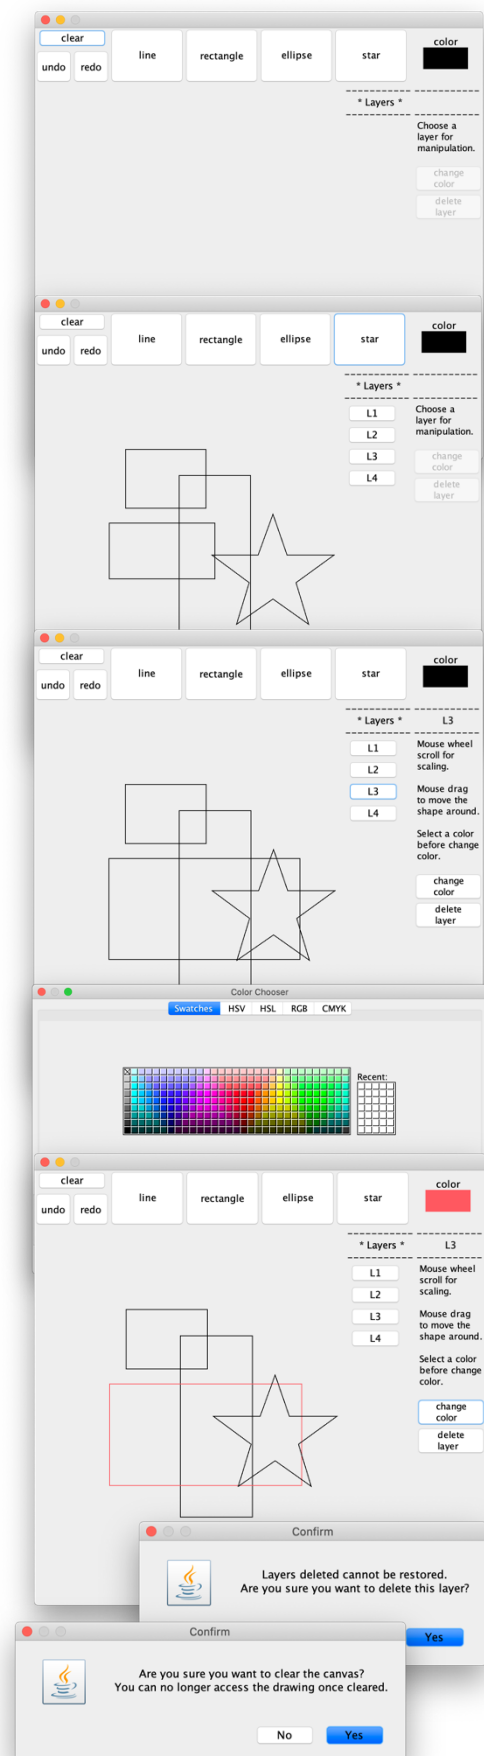 clear
undo redo line rectangle ellipse star color
* Layers *
Choose a
layer for
manipulation.
change
color
delete
layer
clear
undo redo line rectangle ellipse star color
* Layers *
L1
L2
L3
L4
Choose a
layer for
manipulation.
change
color
delete
layer
clear
undo redo line rectangle ellipse star color
* Layers * L3
L1
L2
L3
L4
Mouse wheel
scroll for
scaling.
Mouse drag
to move the
shape around.
Select a color
before change
color.
change
color
delete
layer
Color Chooser
Swatches HSV HSL RGB CMYK
Recent:
clear
undo redo line rectangle ellipse star color
* Layers * L3
L1
L2
L3
L4
Mouse wheel
scroll for
scaling.
Mouse drag
to move the
shape around.
Select a color
before change
color.
change
color
delete
layer
Confirm
Layers deleted cannot be restored.
Are you sure you want to delete this layer?
Yes
Confirm
Are you sure you want to clear the canvas?
You can no longer access the drawing once cleared.
No Yes